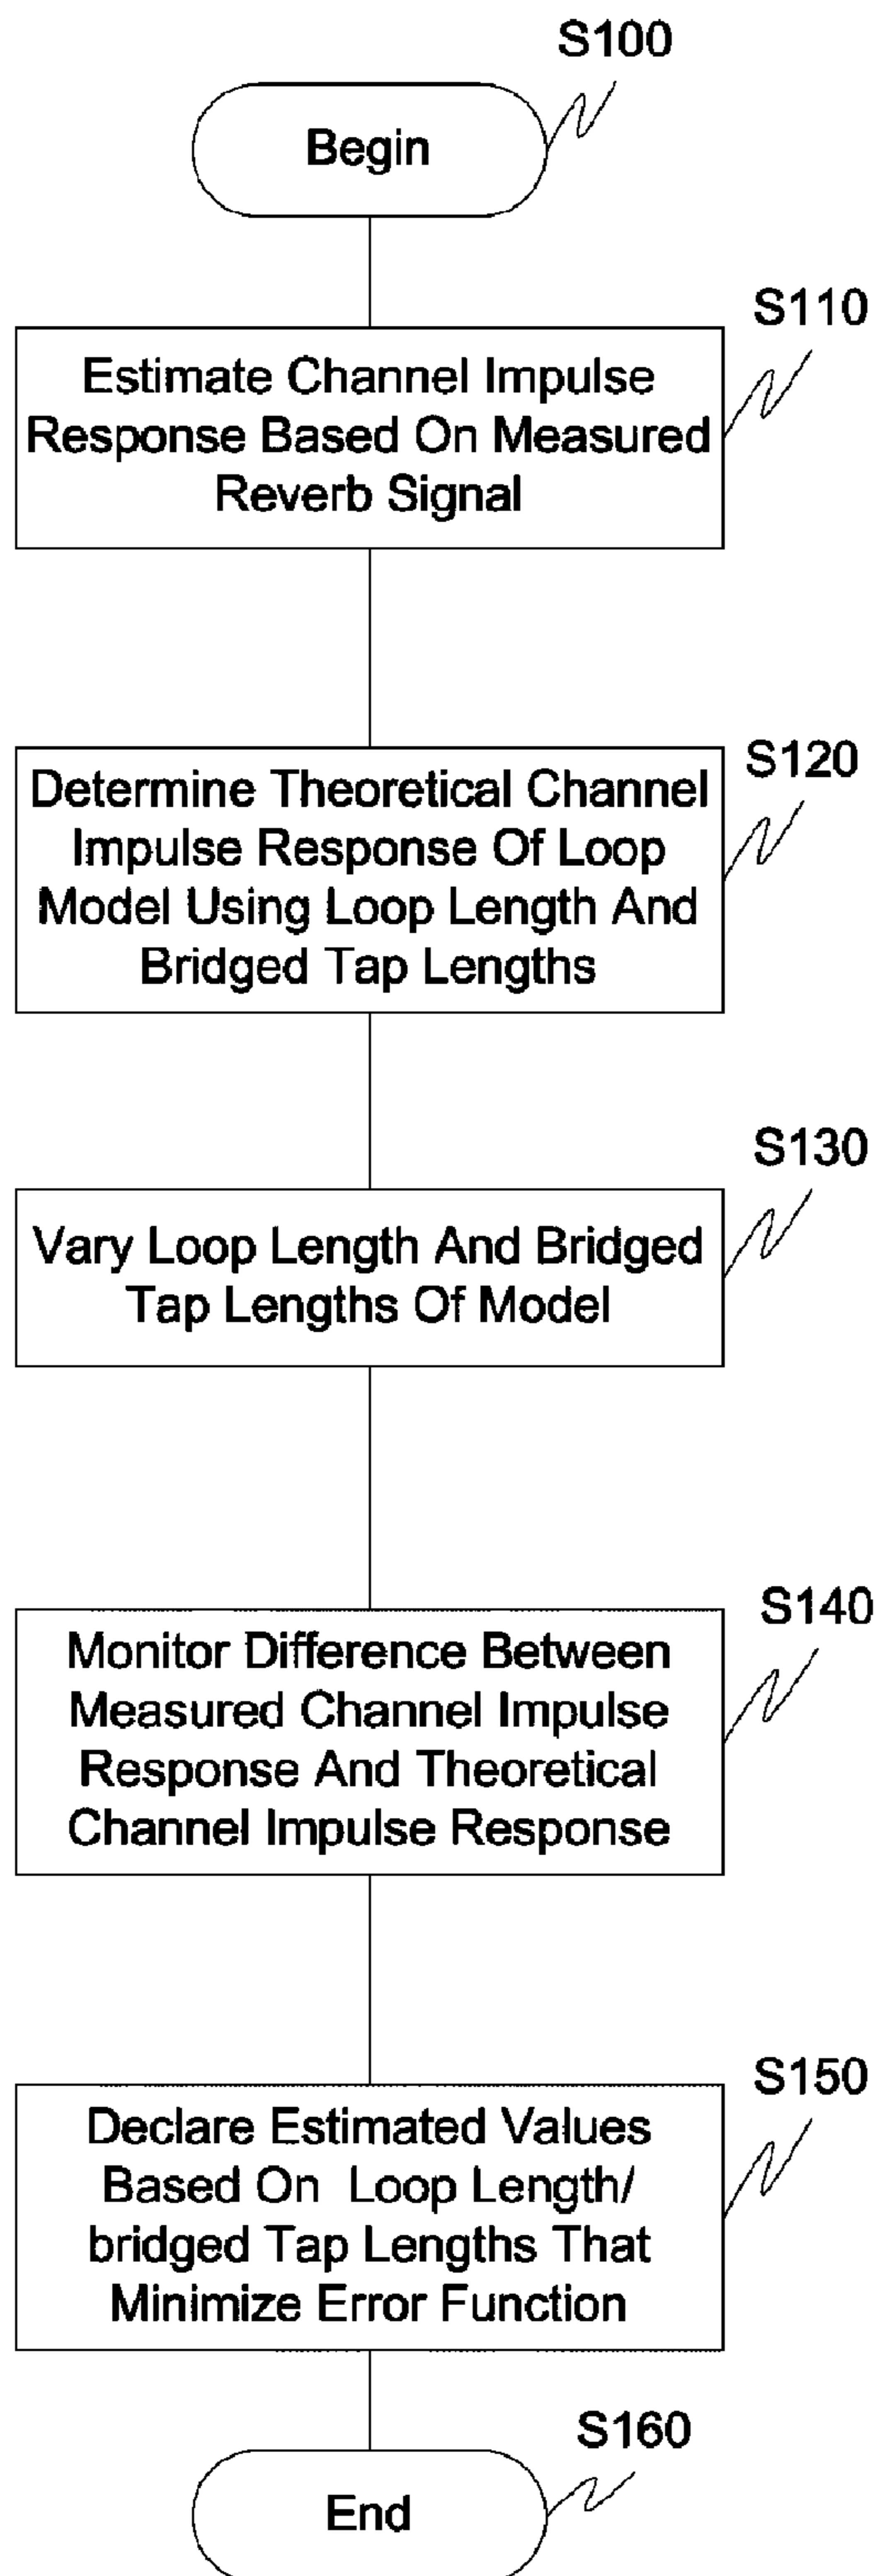 S100
Begin
S110
Estimate Channel Impulse
Response Based On Measured
Reverb Signal
S120
Determine Theoretical Channel
Impulse Response Of Loop
Model Using Loop Length And
Bridged Tap Lengths
S130
Vary Loop Length And Bridged
Tap Lengths Of Model
S140
Monitor Difference Between
Measured Channel Impulse
Response And Theoretical
Channel Impulse Response
S150
Declare Estimated Values
Based On Loop Length/
bridged Tap Lengths That
Minimize Error Function
S160
End